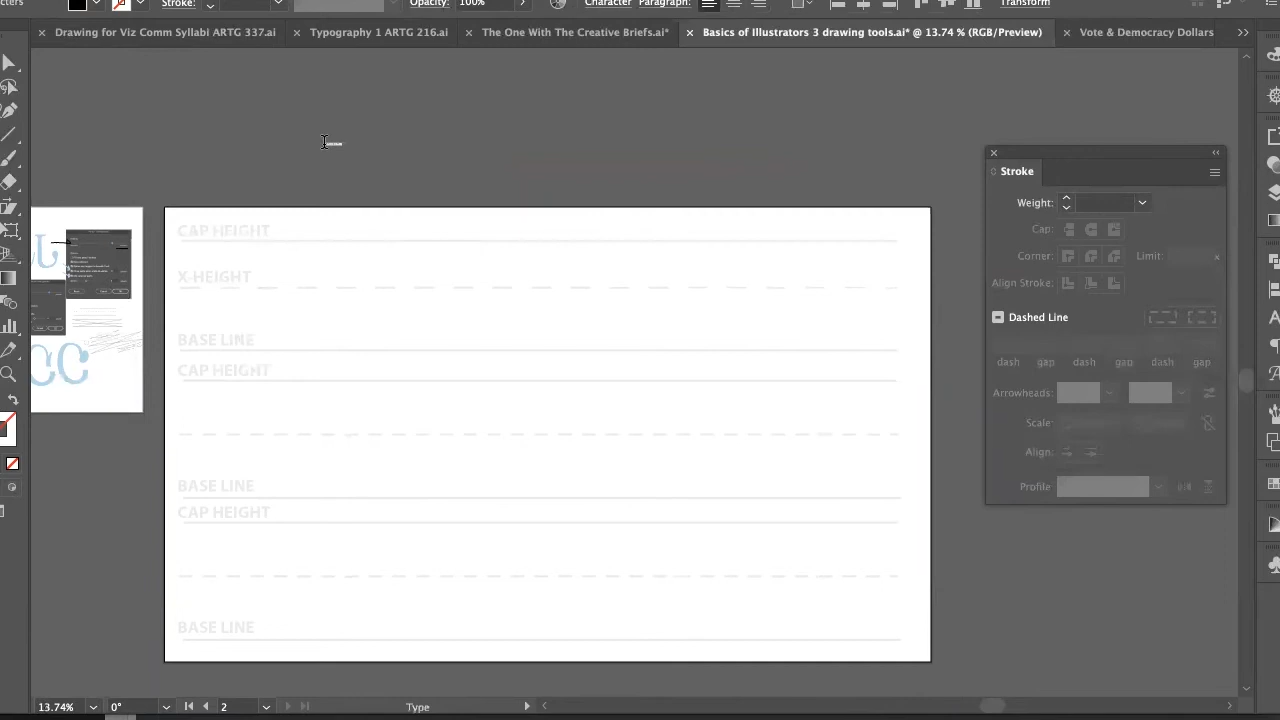 cters Stroke: Opacity: 100% Character Paragraph: Transform
Drawing for Viz Comm Syllabi ARTG 337.ai Typography 1 ARTG 216.ai The One With The Creative Briefs.ai* Basics of Illustrators 3 drawing tools.ai* @ 13.74 % (RGB/Preview) Vote & Democracy Dollars
Stroke
Weight:
Cap:
Corner: Limit:
Align Stroke:
Dashed Line
dash gap dash gap dash gap
Arrowheads:
Scale:
Align:
Profile
CAP HEIGHT
X-HEIGHT
BASE LINE
CAP HEIGHT
BASE LINE
CAP HEIGHT
BASE LINE
CC
13.74% 0° 2 Type